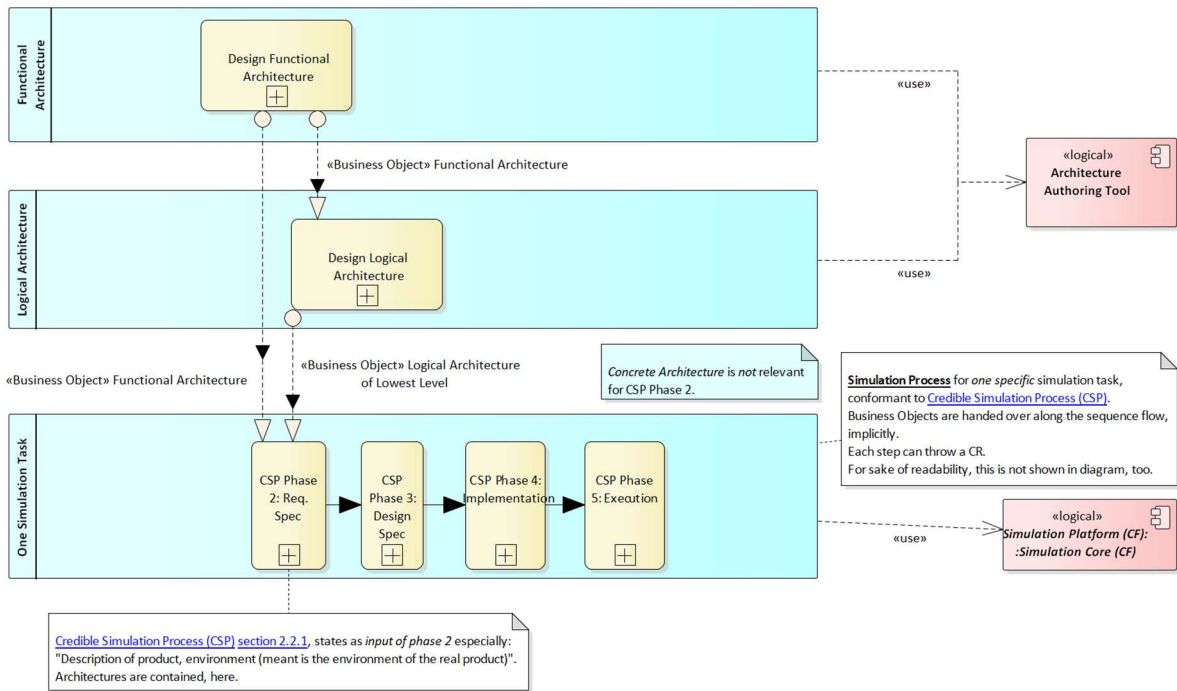 Functional
Architecture
Design Functional
Architecture
«use»
«Business Object» Functional Architecture
«logical»
Architecture
Authoring Tool
Logical Architecture
Design Logical
Architecture
«use»
«Business Object» Functional Architecture
«Business Object» Logical Architecture
of Lowest Level
Concrete Architecture is not relevant
for CSP Phase 2.
Simulation Process for one specific simulation task,
conformant to Credible Simulation Process (CSP).
Business Objects are handed over along the sequence flow,
implicitly.
Each step can throw a CR.
For sake of readability, this is not shown in diagram, too.
One Simulation Task
CSP Phase
2: Req.
Spec
CSP
Phase 3:
Design
Spec
CSP Phase 4:
Implementation
CSP Phase
5: Execution
«use»
«logical»
Simulation Platform (CF):
:Simulation Core (CF)
Credible Simulation Process (CSP) section 2.2.1, states as input of phase 2 especially:
"Description of product, environment (meant is the environment of the real product)".
Architectures are contained, here.